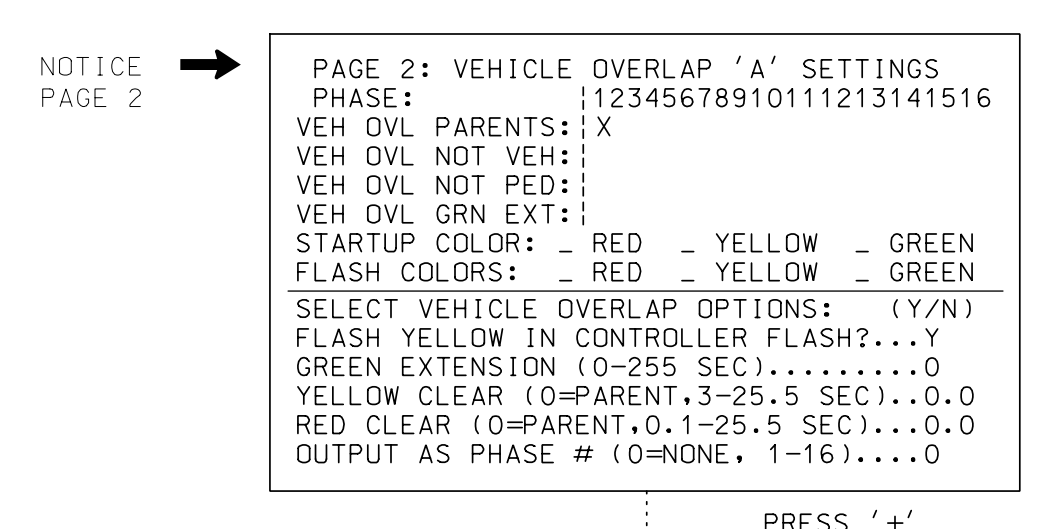 NOTICE
PAGE 2
PAGE 2: VEHICLE OVERLAP 'A' SETTINGS
PHASE: |12345678910111213141516
VEH OVL PARENTS:|X
VEH OVL NOT VEH:|
VEH OVL NOT PED:|
VEH OVL GRN EXT:|
STARTUP COLOR: _ RED _ YELLOW _ GREEN
FLASH COLORS: _ RED _ YELLOW _ GREEN
SELECT VEHICLE OVERLAP OPTIONS: (Y/N)
FLASH YELLOW IN CONTROLLER FLASH?...Y
GREEN EXTENSION (0-255 SEC).........0
YELLOW CLEAR (0=PARENT,3-25.5 SEC)..0.0
RED CLEAR (0=PARENT,0.1-25.5 SEC)...0.0
OUTPUT AS PHASE # (0=NONE, 1-16)....0
PRESS '+'